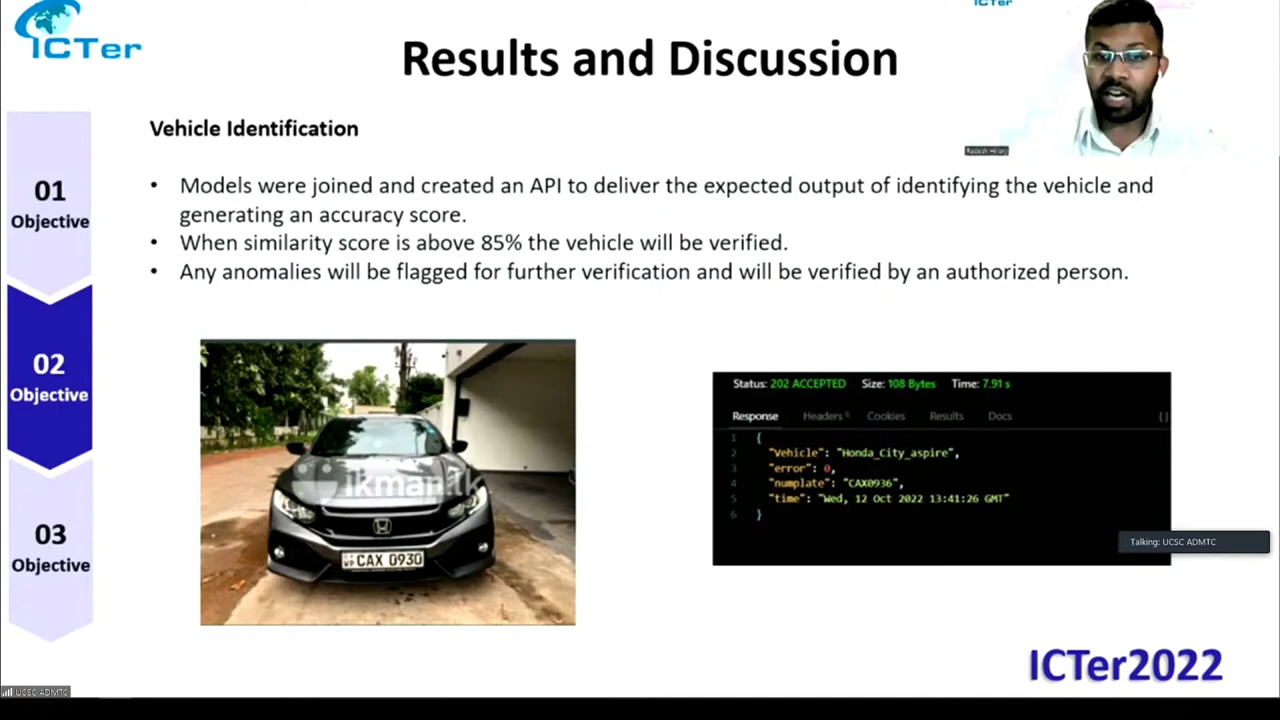 ICTer
ICTer
Results and Discussion
Radesh Hillary
Vehicle Identification
01
Objective
• Models were joined and created an API to deliver the expected output of identifying the vehicle and
generating an accuracy score.
• When similarity score is above 85% the vehicle will be verified.
• Any anomalies will be flagged for further verification and will be verified by an authorized person.
02
Objective
03
Objective
ikman.lk
CAX 0930
Status: 202 ACCEPTED Size: 108 Bytes Time: 7.91 s
Response Headers 6 Cookies Results Docs { }
1 {
2 "Vehicle": "Honda_City_aspire",
3 "error": 0,
4 "numplate": "CAX0936",
5 "time": "Wed, 12 Oct 2022 13:41:26 GMT"
6 }
Talking: UCSC ADMTC
ICTer2022
UCSC ADMTC